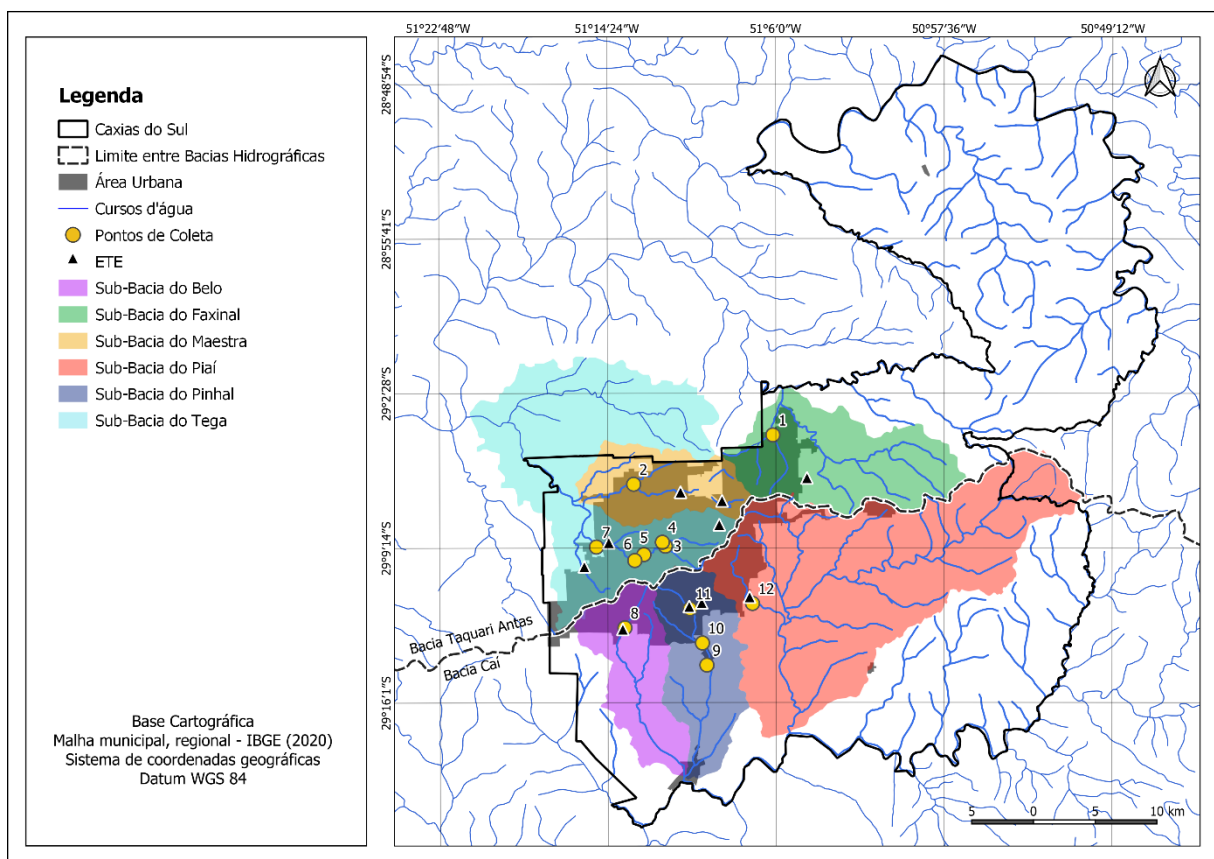 51°22'48"W 51°14'24"W 51°6'0"W 50°57'36"W 50°49'12"W
28°48'54"S
28°55'41"S
29°2'28"S
29°9'14"S
29°16'1"S
Legenda
Caxias do Sul
Limite entre Bacias Hidrográficas
Área Urbana
Cursos d'água
Pontos de Coleta
ETE
Sub-Bacia do Belo
Sub-Bacia do Faxinal
Sub-Bacia do Maestra
Sub-Bacia do Piaí
Sub-Bacia do Pinhal
Sub-Bacia do Tega
Base Cartográfica
Malha municipal, regional - IBGE (2020)
Sistema de coordenadas geográficas
Datum WGS 84
1
2
4
7
5
6
3
12
11
8
10
9
Bacia Taquari Antas
Bacia Caí
5 0 5 10 km